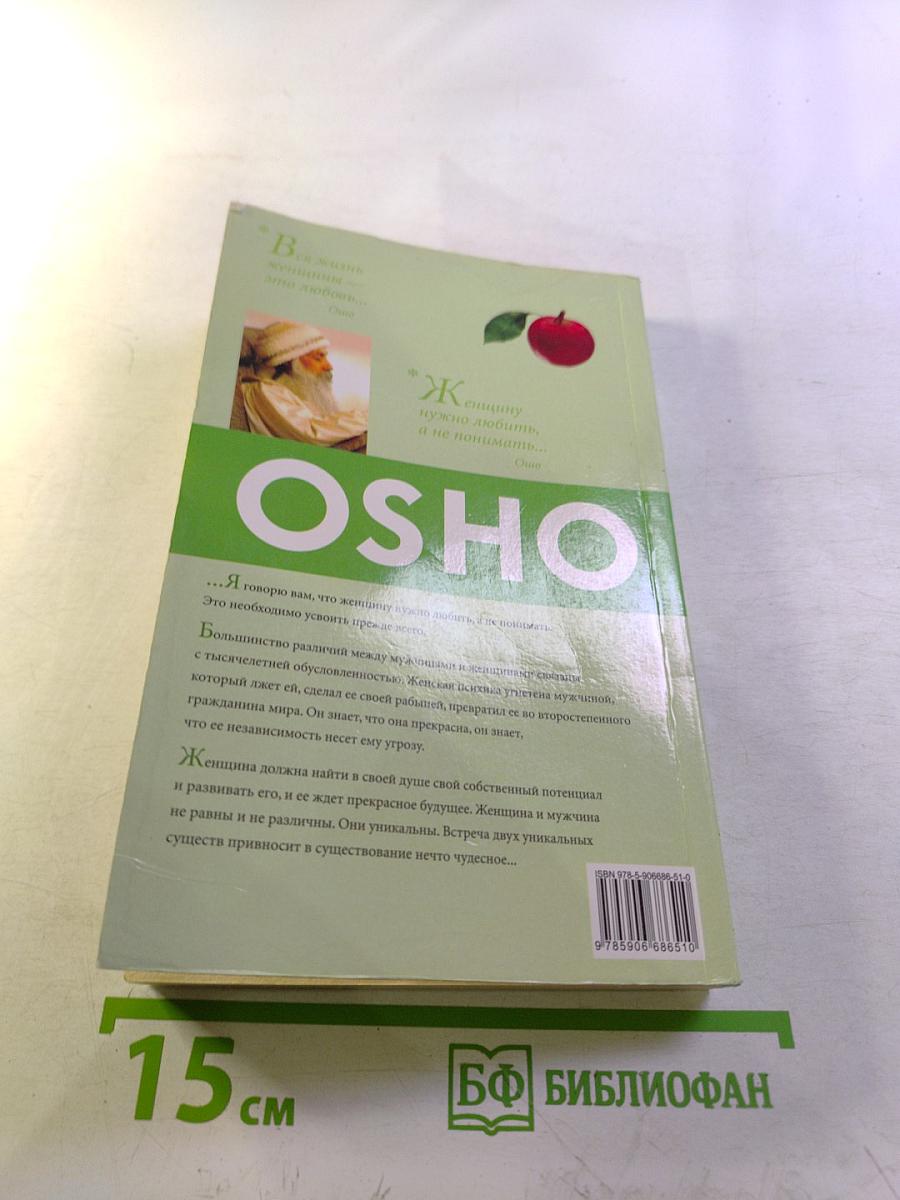 * Вся жизнь
женщины —
это любовь...
Ошо
* Женщину
нужно любить,
а не понимать...
Ошо
OSHO
...Я говорю вам, что женщину нужно любить, а не понимать.
Это необходимо усвоить прежде всего.
Большинство различий между мужчинами и женщинами связаны
с тысячелетней обусловленностью. Женская психика угнетена мужчиной,
который лжет ей, сделал ее своей рабыней, превратил ее во второстепенного
гражданина мира. Он знает, что она прекрасна, он знает,
что ее независимость несет ему угрозу.
Женщина должна найти в своей душе свой собственный потенциал
и развивать его, и ее ждет прекрасное будущее. Женщина и мужчина
не равны и не различны. Они уникальны. Встреча двух уникальных
существ привносит в существование нечто чудесное...
ISBN 978-5-906686-51-0
9 785906 686510
15 см
БФ БИБЛИОФАН